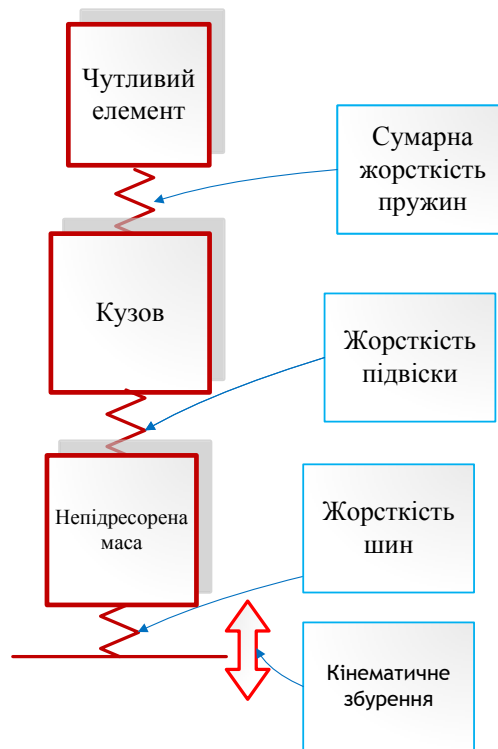 Чутливий
елемент
Сумарна
жорсткість
пружин
Кузов
Жорсткість
підвіски
Непідресорена
маса
Жорсткість
шин
Кінематичне
збурення